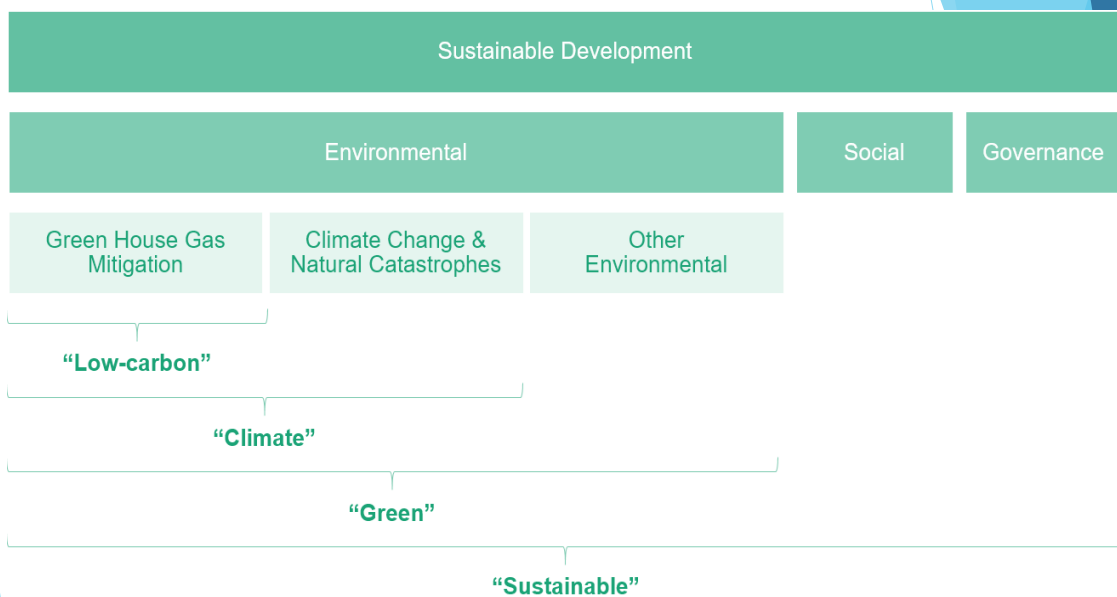 Sustainable Development
Environmental
Social
Governance
Green House Gas
Mitigation
Climate Change &
Natural Catastrophes
Other
Environmental
“Low-carbon”
“Climate”
“Green”
“Sustainable”